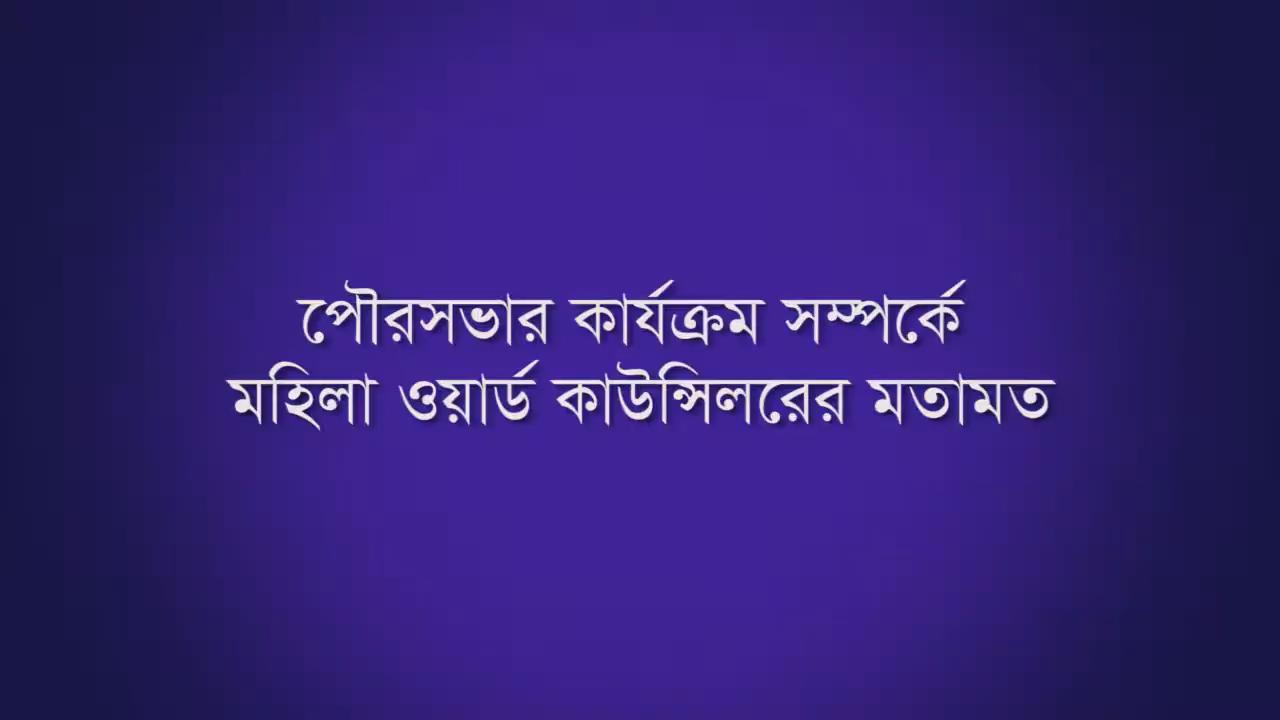 পৌরসভার কার্যক্রম সম্পর্কে
মহিলা ওয়ার্ড কাউন্সিলরের মতামত